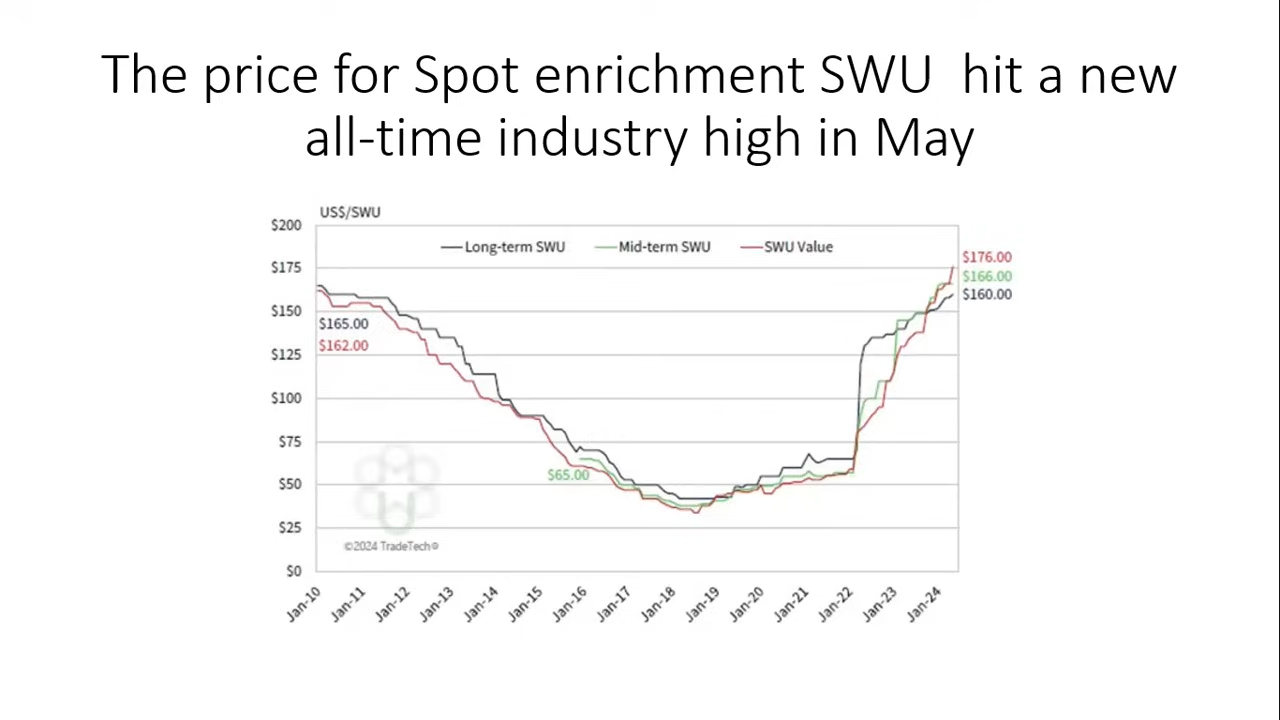 The price for Spot enrichment SWU hit a new
all-time industry high in May
US$/SWU
$200
$175
$150
$125
$100
$75
$50
$25
$0
Long-term SWU
Mid-term SWU
SWU Value
$176.00
$166.00
$160.00
$165.00
$162.00
$65.00
©2024 TradeTech®
Jan-10
Jan-11
Jan-12
Jan-13
Jan-14
Jan-15
Jan-16
Jan-17
Jan-18
Jan-19
Jan-20
Jan-21
Jan-22
Jan-23
Jan-24